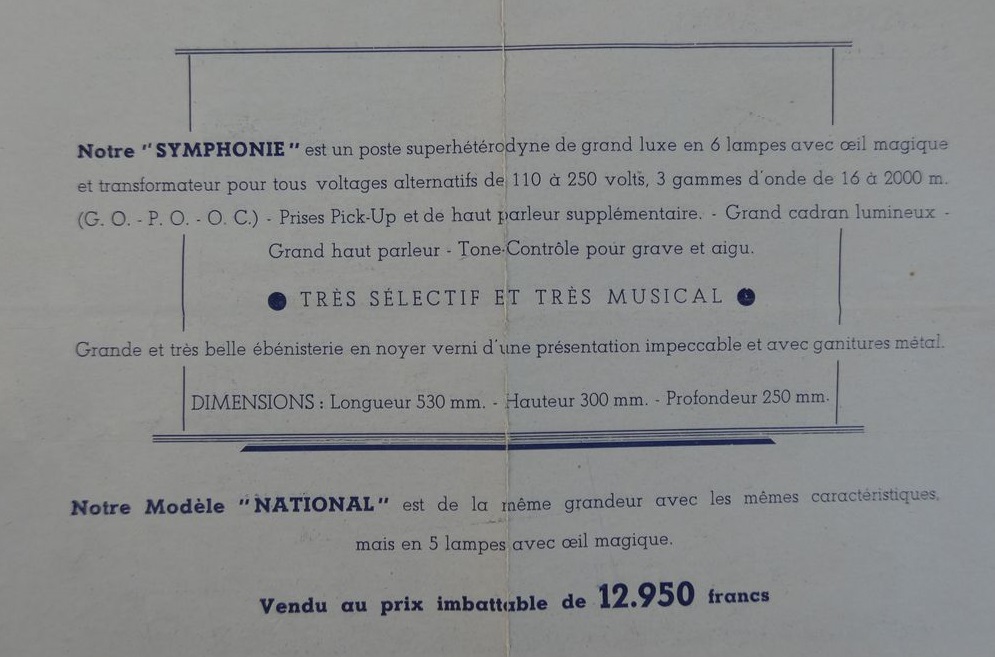 Notre "SYMPHONIE" est un poste superhétérodyne de grand luxe en 6 lampes avec œil magique
et transformateur pour tous voltages alternatifs de 110 à 250 volts, 3 gammes d'onde de 16 à 2000 m.
(G. O. - P. O. - O. C.) - Prises Pick-Up et de haut parleur supplémentaire. - Grand cadran lumineux -
Grand haut parleur - Tone-Contrôle pour grave et aigu.
● TRÈS SÉLECTIF ET TRÈS MUSICAL ●
Grande et très belle ébénisterie en noyer verni d'une présentation impeccable et avec ganitures métal.
DIMENSIONS : Longueur 530 mm. - Hauteur 300 mm. - Profondeur 250 mm.
Notre Modèle "NATIONAL" est de la même grandeur avec les mêmes caractéristiques,
mais en 5 lampes avec œil magique.
Vendu au prix imbattable de 12.950 francs